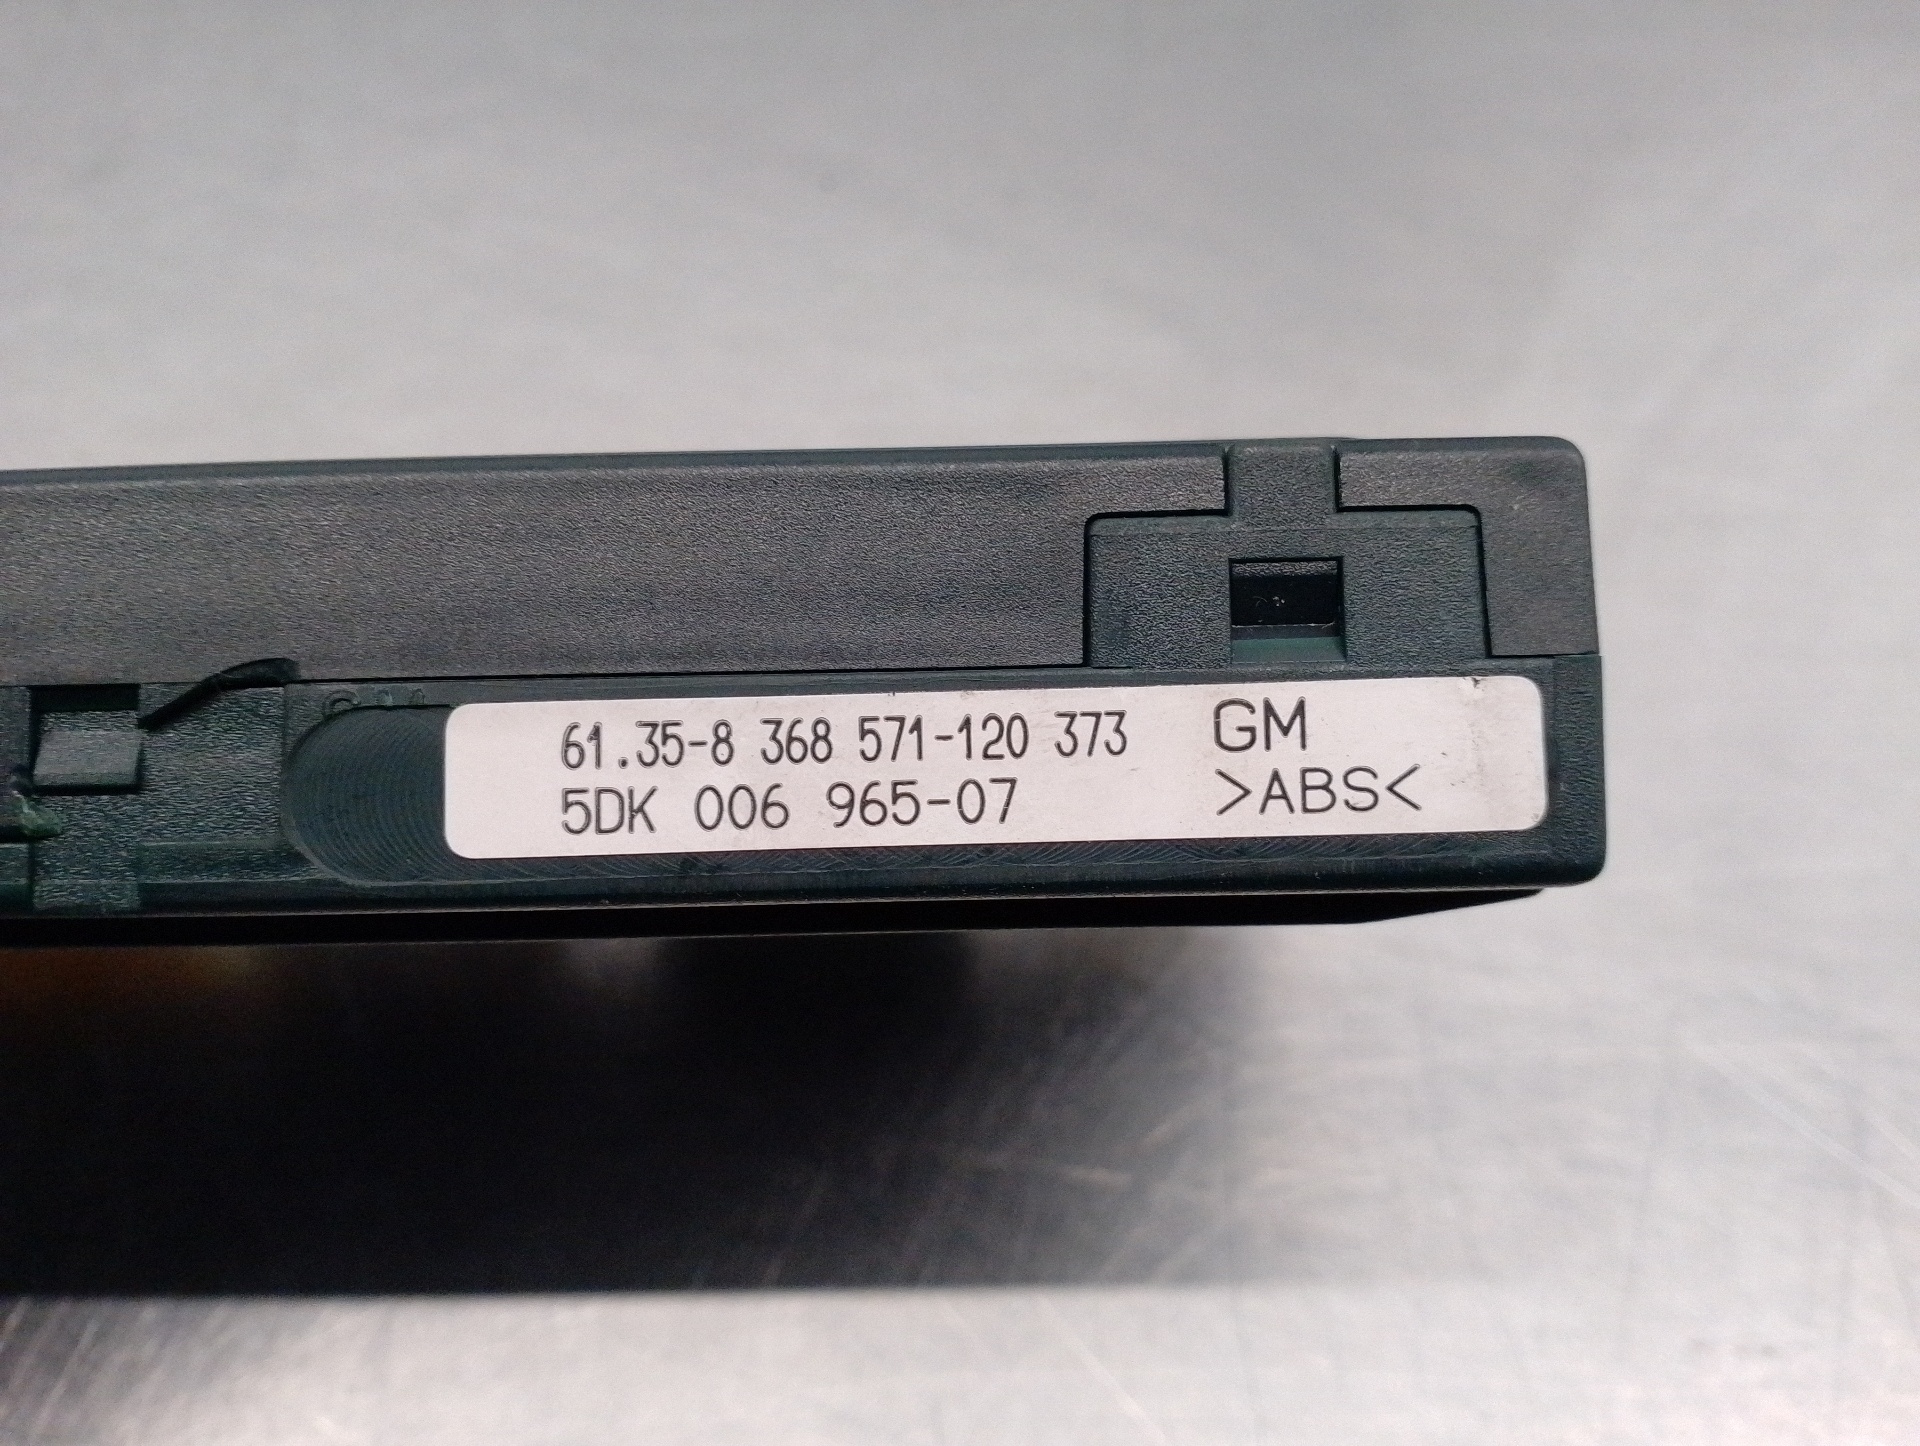 61.35-8 368 571-120 373 GM
5DK 006 965-07 >ABS<